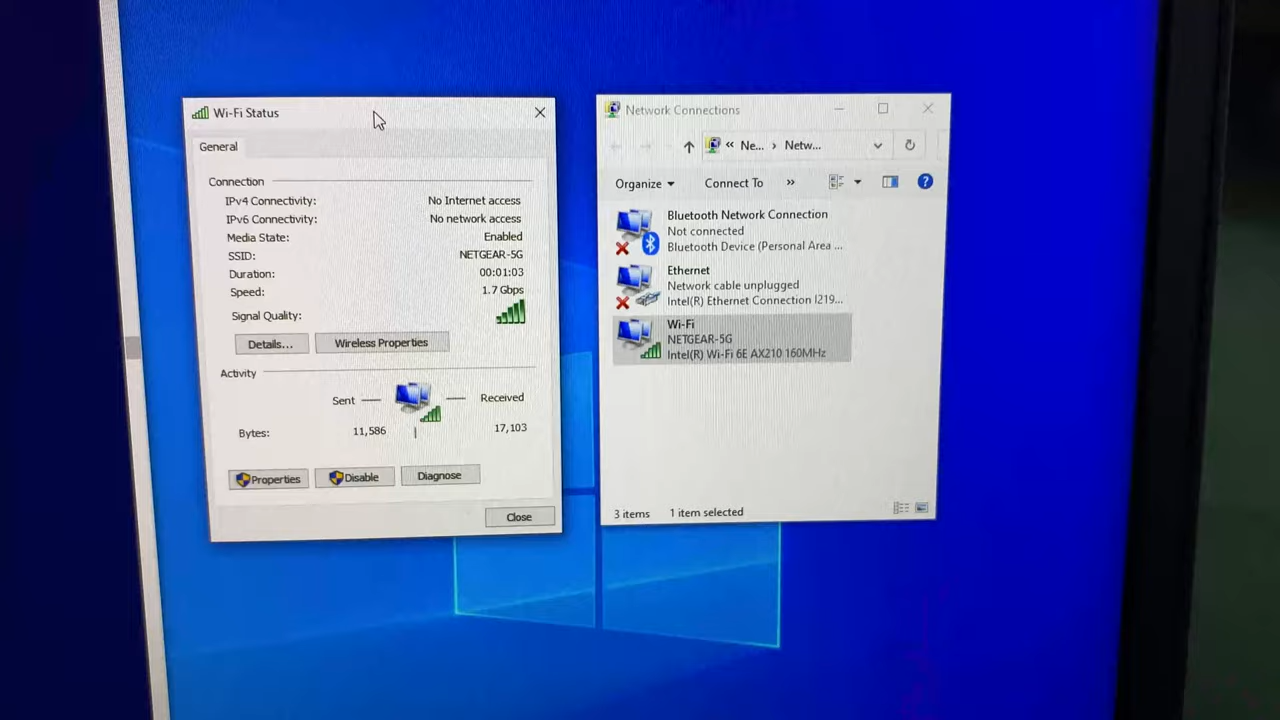 Wi-Fi Status
General
Connection
IPv4 Connectivity: No Internet access
IPv6 Connectivity: No network access
Media State: Enabled
SSID: NETGEAR-5G
Duration: 00:01:03
Speed: 1.7 Gbps
Signal Quality:
Details... Wireless Properties
Activity
Sent Received
Bytes: 11,586 17,103
Properties Disable Diagnose
Close
Network Connections
« Ne... › Netw...
Organize Connect To »
Bluetooth Network Connection
Not connected
Bluetooth Device (Personal Area ...
Ethernet
Network cable unplugged
Intel(R) Ethernet Connection I219...
Wi-Fi
NETGEAR-5G
Intel(R) Wi-Fi 6E AX210 160MHz
3 items 1 item selected